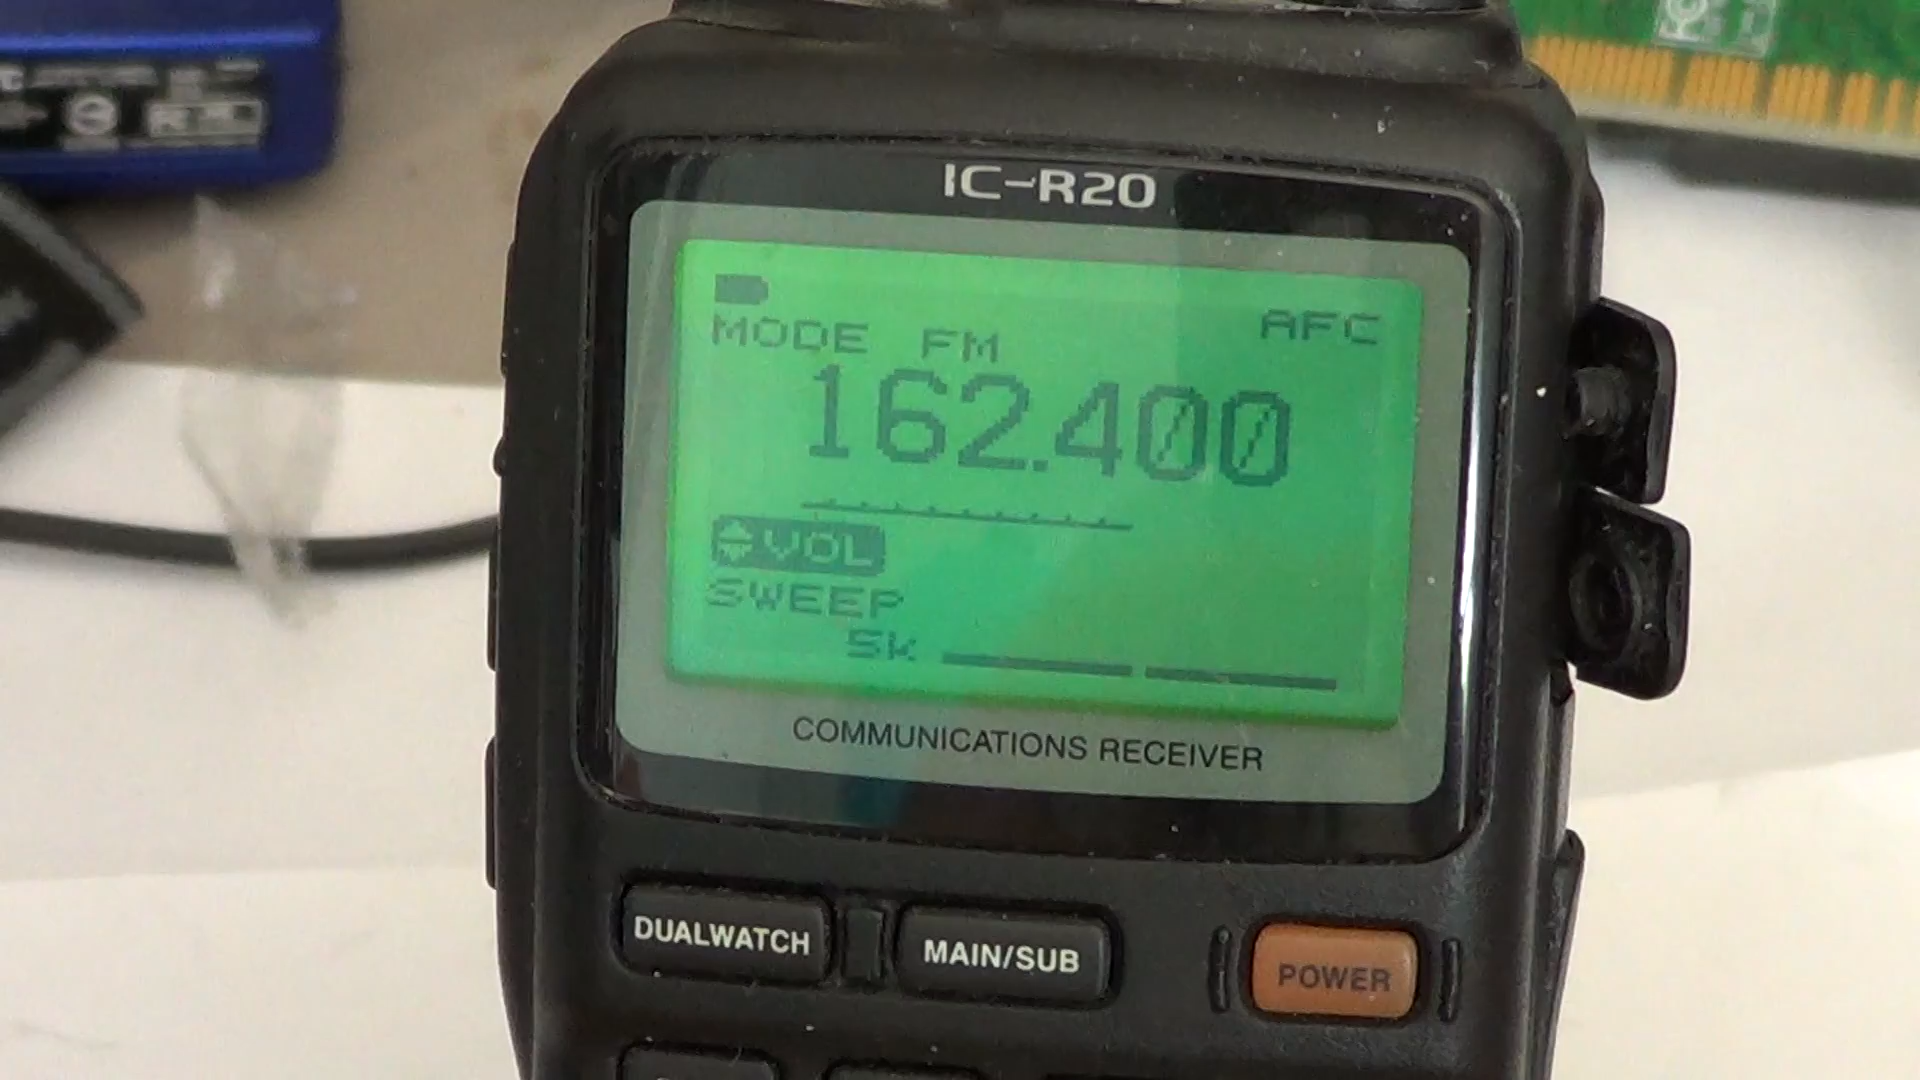 IC-R20
MODE FM AFC
162.400
VOL
SWEEP
5k
COMMUNICATIONS RECEIVER
DUALWATCH MAIN/SUB POWER